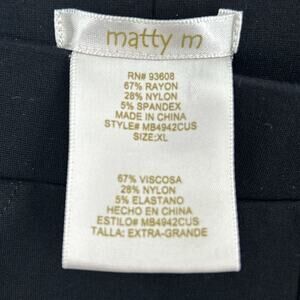 matty m
RN# 93608
67% RAYON
28% NYLON
5% SPANDEX
MADE IN CHINA
STYLE# MB4942CUS
SIZE:XL
67% VISCOSA
28% NYLON
5% ELASTANO
HECHO EN CHINA
ESTILO# MB4942CUS
TALLA: EXTRA-GRANDE